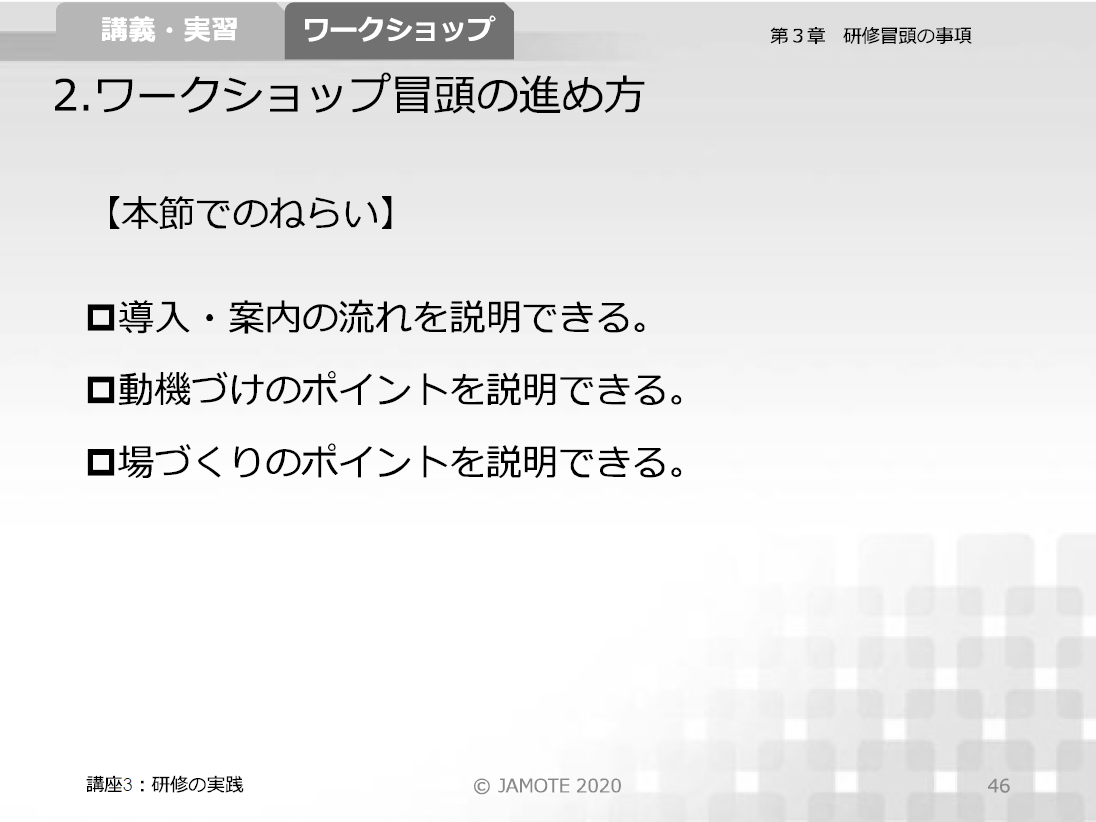 講義・実習
ワークショップ
第３章　研修冒頭の事項
2.ワークショップ冒頭の進め方
【本節でのねらい】
導入・案内の流れを説明できる。
動機づけのポイントを説明できる。
場づくりのポイントを説明できる。
講座3：研修の実践
© JAMOTE 2020
46